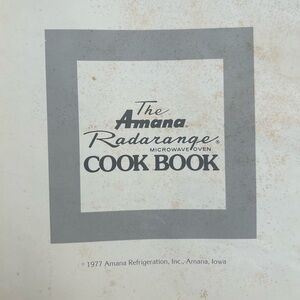 The
Amana®
Radarange®
MICROWAVE OVEN
COOK BOOK
© 1977 Amana Refrigeration, Inc., Amana, Iowa